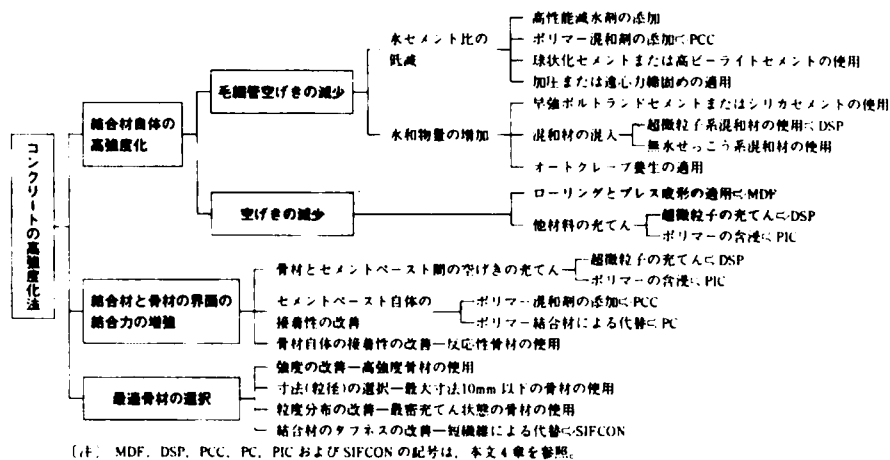 コンクリートの高強度化法
結合材自体の
高強度化
毛細管空げきの減少
水セメント比の
低減
高性能減水剤の添加
ポリマー混和剤の添加⇨PCC
球状化セメントまたは高ビーライトセメントの使用
加圧または遠心力締固めの適用
水和物量の増加
早強ポルトランドセメントまたはシリカセメントの使用
混和材の混入
超微粒子系混和材の使用⇨DSP
無水せっこう系混和材の使用
オートクレーブ養生の適用
空げきの減少
ローリングとプレス成形の適用⇨MDF
他材料の充てん
超微粒子の充てん⇨DSP
ポリマーの含浸⇨PIC
結合材と骨材の界面の
結合力の増強
骨材とセメントペースト間の空げきの充てん
超微粒子の充てん⇨DSP
ポリマーの含浸⇨PIC
セメントペースト自体の
接着性の改善
ポリマー混和剤の添加⇨PCC
ポリマー結合材による代替⇨PC
骨材自体の接着性の改善―反応性骨材の使用
最適骨材の選択
強度の改善―高強度骨材の使用
寸法(粒径)の選択―最大寸法10mm以下の骨材の使用
粒度分布の改善―最密充てん状態の骨材の使用
結合材のタフネスの改善―短繊維による代替⇨SIFCON
〔注〕 MDF, DSP, PCC, PC, PIC および SIFCON の記号は, 本文4章を参照。